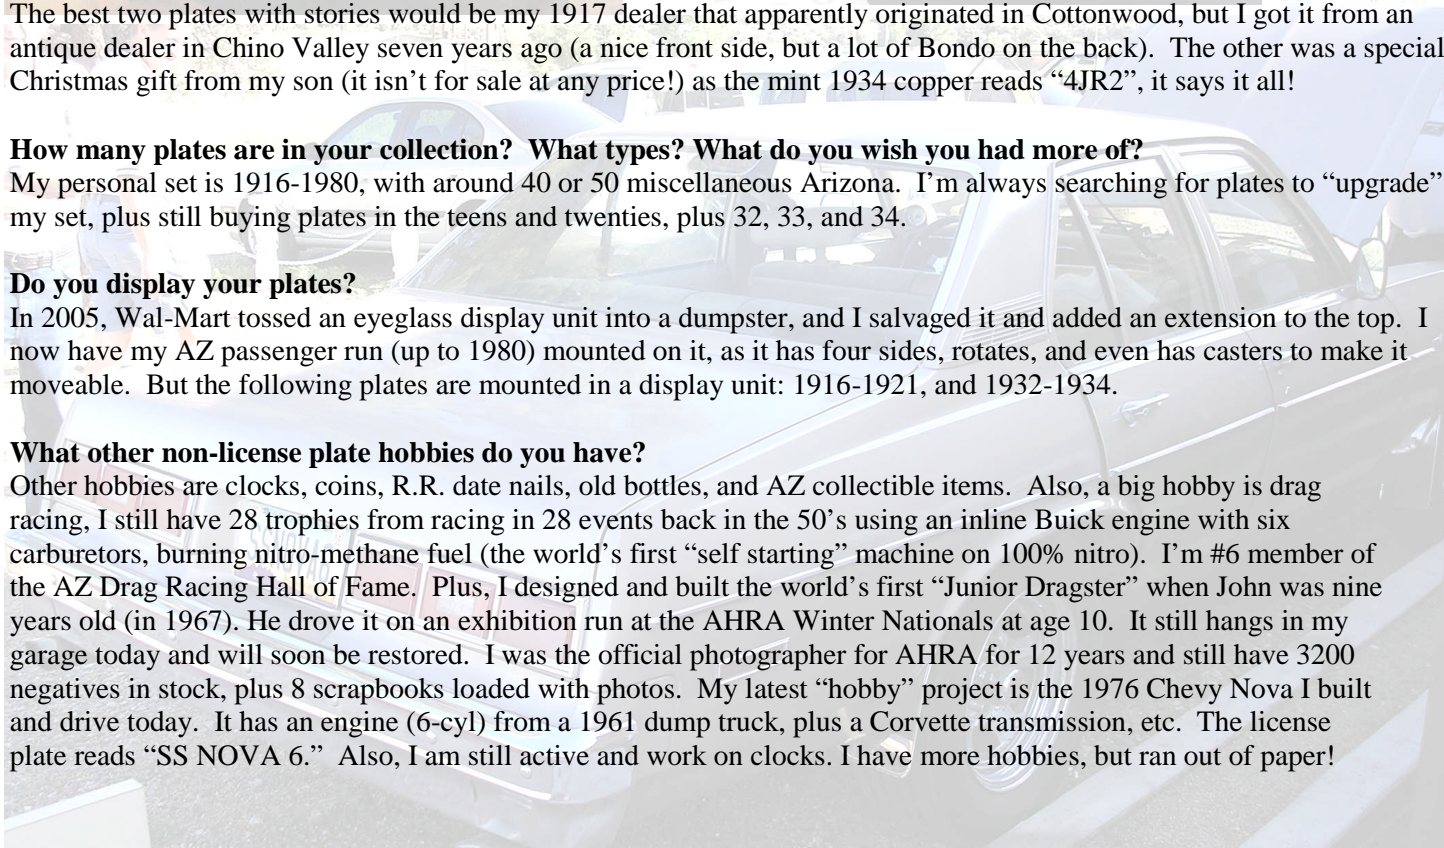 The best two plates with stories would be my 1917 dealer that apparently originated in Cottonwood, but I got it from an
antique dealer in Chino Valley seven years ago (a nice front side, but a lot of Bondo on the back).  The other was a special
Christmas gift from my son (it isn’t for sale at any price!) as the mint 1934 copper reads “4JR2”, it says it all!
How many plates are in your collection?  What types? What do you wish you had more of?
My personal set is 1916-1980, with around 40 or 50 miscellaneous Arizona.  I’m always searching for plates to “upgrade”
my set, plus still buying plates in the teens and twenties, plus 32, 33, and 34.
Do you display your plates?
In 2005, Wal-Mart tossed an eyeglass display unit into a dumpster, and I salvaged it and added an extension to the top.  I
now have my AZ passenger run (up to 1980) mounted on it, as it has four sides, rotates, and even has casters to make it
moveable.  But the following plates are mounted in a display unit: 1916-1921, and 1932-1934.
What other non-license plate hobbies do you have?
Other hobbies are clocks, coins, R.R. date nails, old bottles, and AZ collectible items.  Also, a big hobby is drag
racing, I still have 28 trophies from racing in 28 events back in the 50’s using an inline Buick engine with six
carburetors, burning nitro-methane fuel (the world’s first “self starting” machine on 100% nitro).  I’m #6 member of
the AZ Drag Racing Hall of Fame.  Plus, I designed and built the world’s first “Junior Dragster” when John was nine
years old (in 1967). He drove it on an exhibition run at the AHRA Winter Nationals at age 10.  It still hangs in my
garage today and will soon be restored.  I was the official photographer for AHRA for 12 years and still have 3200
negatives in stock, plus 8 scrapbooks loaded with photos.  My latest “hobby” project is the 1976 Chevy Nova I built
and drive today.  It has an engine (6-cyl) from a 1961 dump truck, plus a Corvette transmission, etc.  The license
plate reads “SS NOVA 6.”  Also, I am still active and work on clocks. I have more hobbies, but ran out of paper!